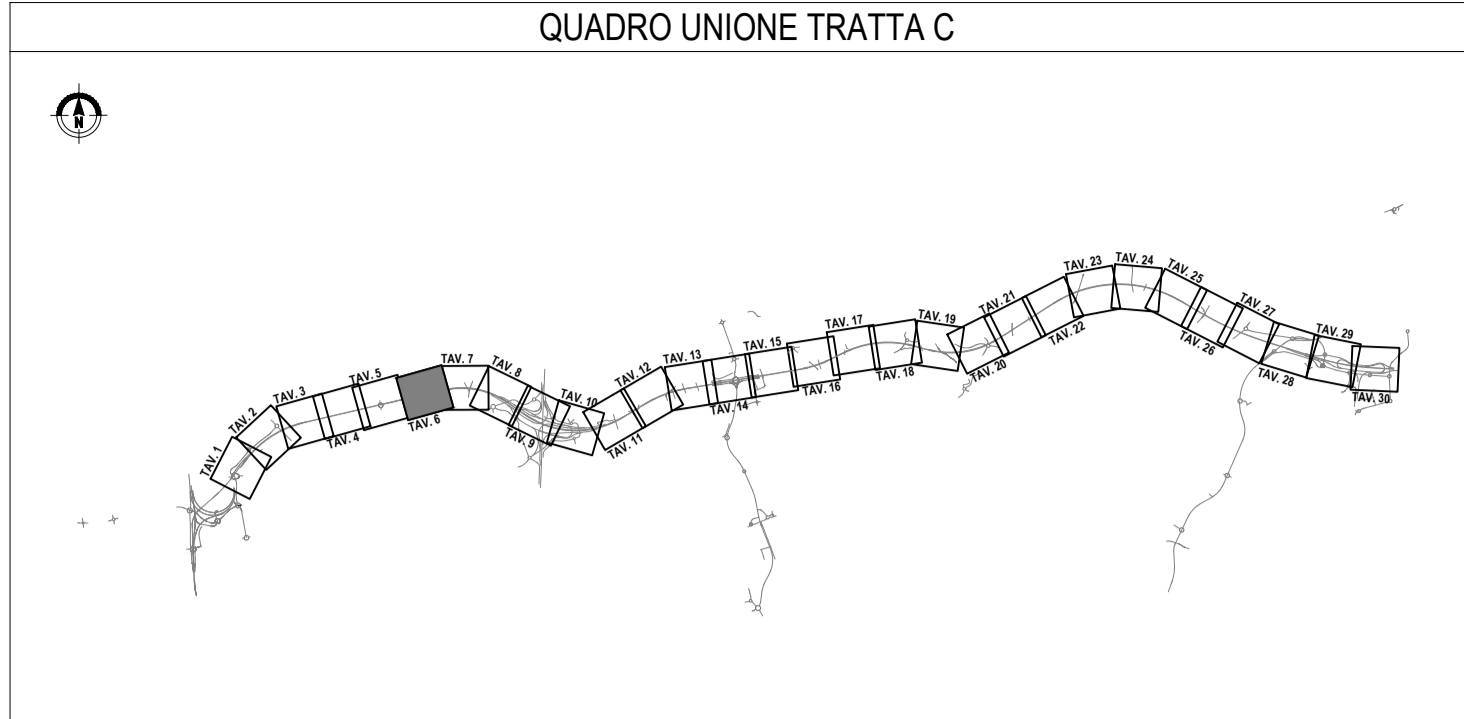 QUADRO UNIONE TRATTA C
N
TAV. 1
TAV. 2
TAV. 3
TAV. 4
TAV. 5
TAV. 6
TAV. 7
TAV. 8
TAV. 9
TAV. 10
TAV. 11
TAV. 12
TAV. 13
TAV. 14
TAV. 15
TAV. 16
TAV. 17
TAV. 18
TAV. 19
TAV. 20
TAV. 21
TAV. 22
TAV. 23
TAV. 24
TAV. 25
TAV. 26
TAV. 27
TAV. 28
TAV. 29
TAV. 30